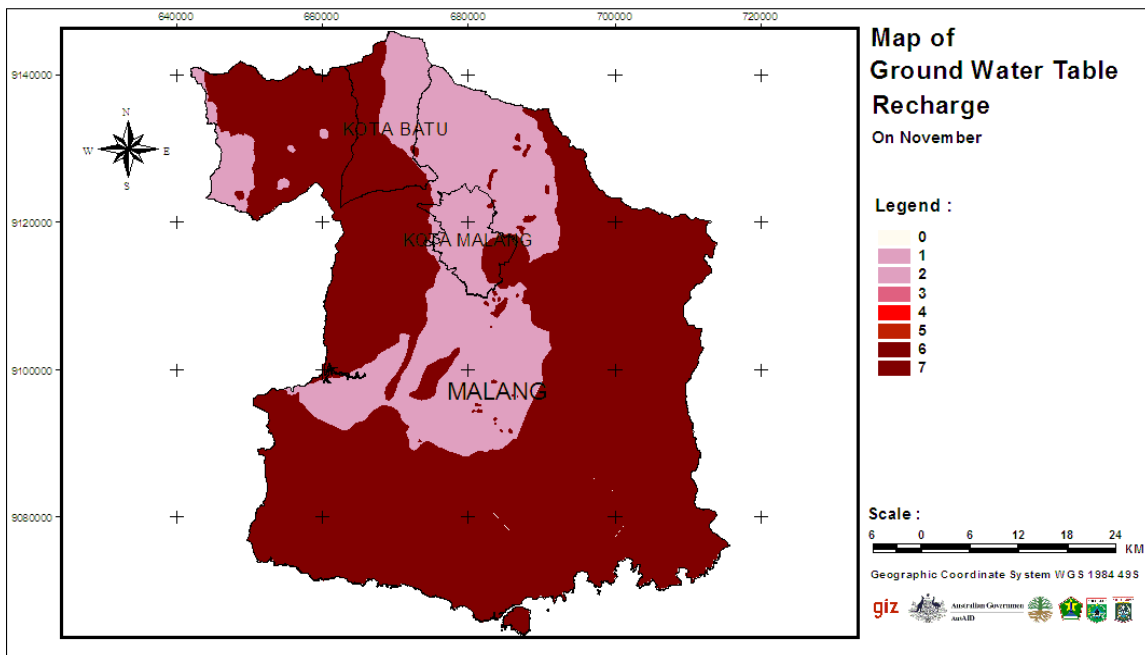 640000 660000 680000 700000 720000
Map of
Ground Water Table
Recharge
On November
9140000
KOTA BATU
N
W E
S
9120000
KOTA MALANG
Legend :
0
1
2
3
4
5
6
7
9100000
MALANG
9080000
Scale :
6 0 6 12 18 24
KM
Geographic Coordinate System WGS 1984 49S
giz
Australian Governmen
AusAID